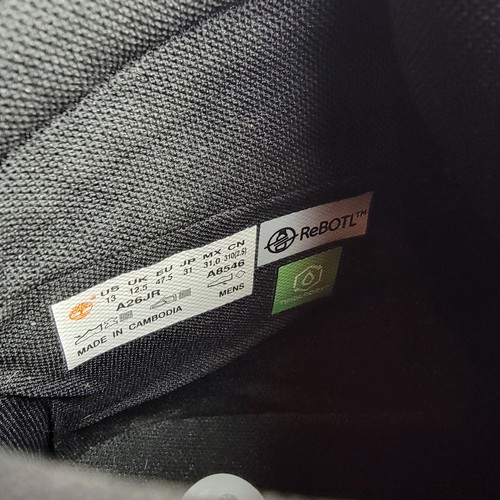 US UK EU JR MX CN
13 12.5 47.5 31 31.0 310(2.5)
A26JR A8546
MENS
MADE IN CAMBODIA
ReBOTL™